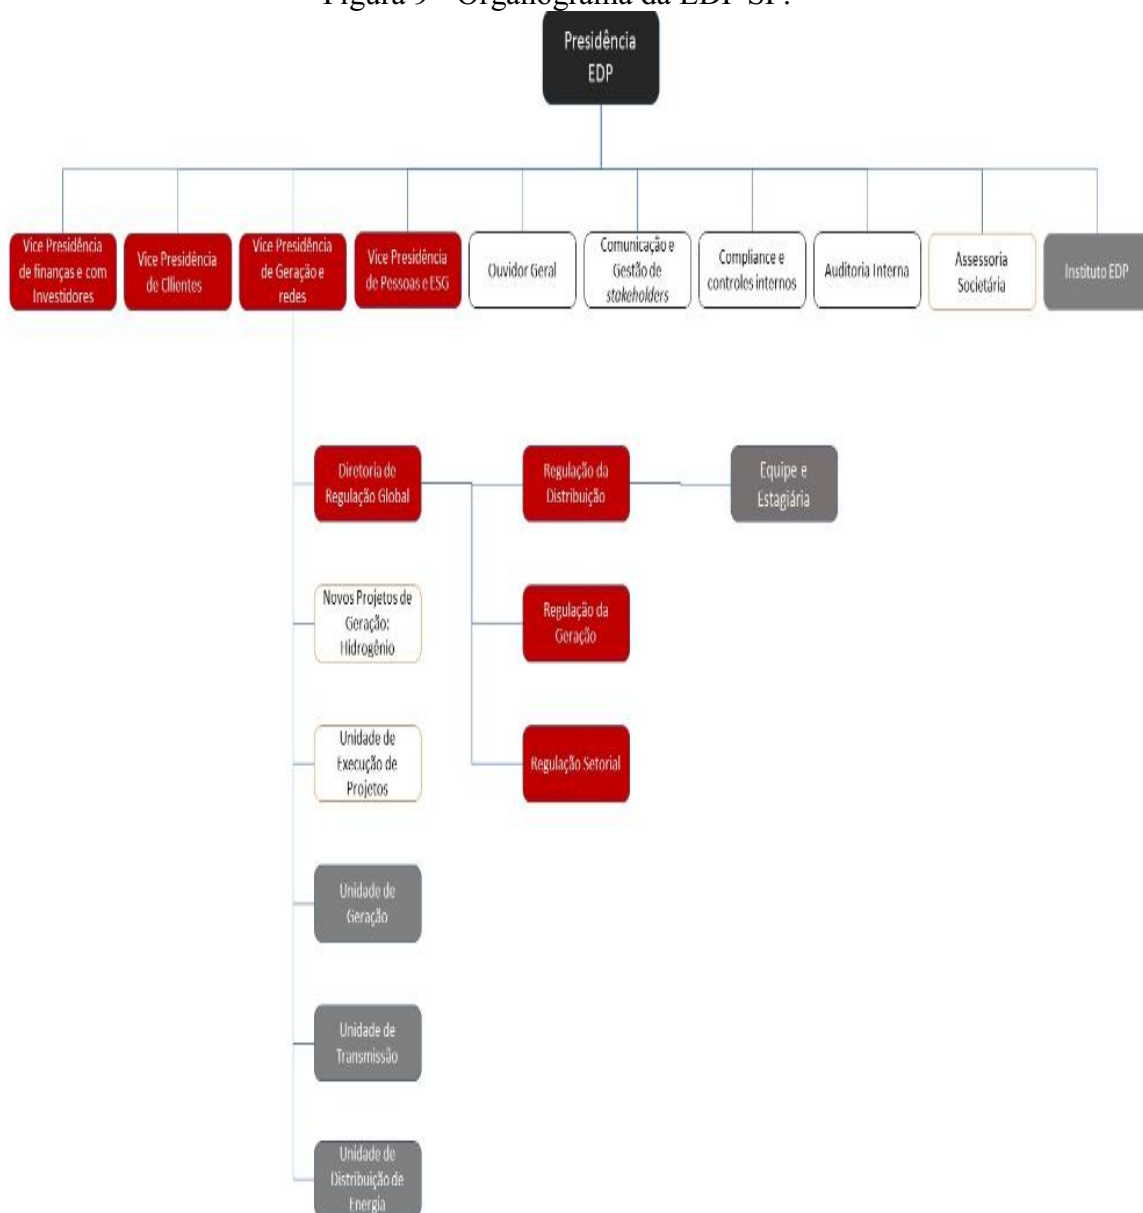 Figura 9 - Organograma da EDP SP.
Presidência
EDP
Vice Presidência
de finanças e com
Investidores
Vice Presidência
de Cllientes
Vice Presidência
de Geração e
redes
Vice Presidência
de Pessoas e ESG
Ouvidor Geral
Comunicação e
Gestão de
stakeholders
Compliance e
controles internos
Auditoria Interna
Assessoria
Societária
Instituto EDP
Diretoria de
Regulação Global
Regulação da
Distribuição
Equipe e
Estagiária
Novos Projetos de
Geração:
Hidrogênio
Regulação da
Geração
Unidade de
Execução de
Projetos
Regulação Setorial
Unidade de
Geração
Unidade de
Transmissão
Unidade de
Distribuição de
Energia